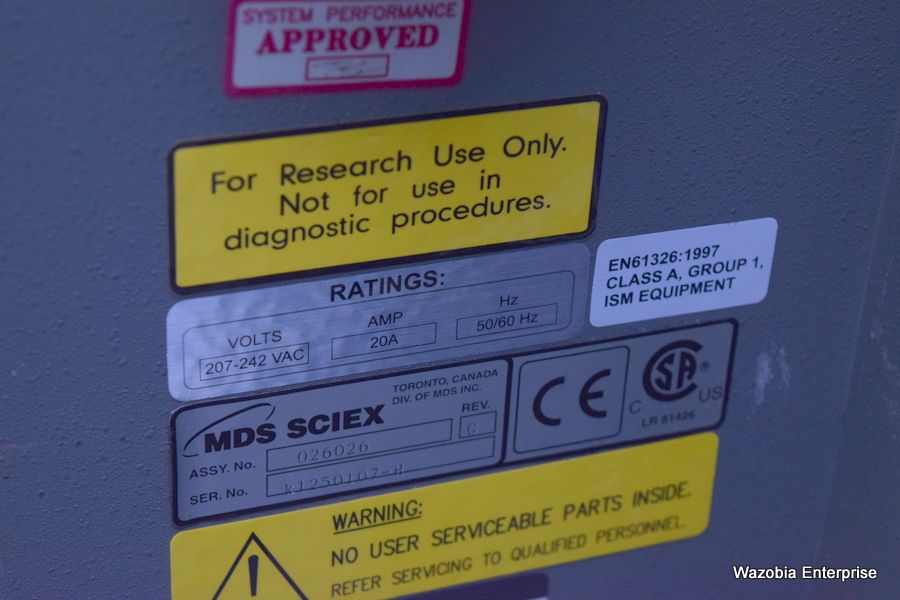 SYSTEM PERFORMANCE
APPROVED
For Research Use Only.
Not for use in
diagnostic procedures.
RATINGS:
VOLTS AMP Hz
207-242 VAC 20A 50/60 Hz
EN61326:1997
CLASS A, GROUP 1,
ISM EQUIPMENT
MDS SCIEX
TORONTO, CANADA
DIV. OF MDS INC.
ASSY. No. 026026
REV. G
SER. No.
CE
C SA ® US
LR 81426
WARNING:
NO USER SERVICEABLE PARTS INSIDE.
REFER SERVICING TO QUALIFIED PERSONNEL.
Wazobia Enterprise